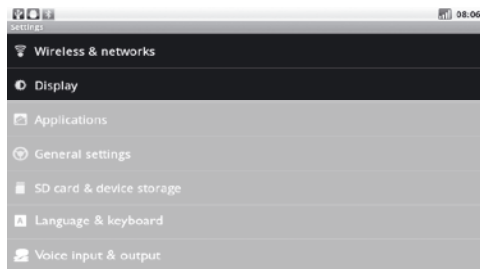 08:06
Settings
Wireless & networks
Display
Applications
General settings
SD card & device storage
Language & keyboard
Voice input & output